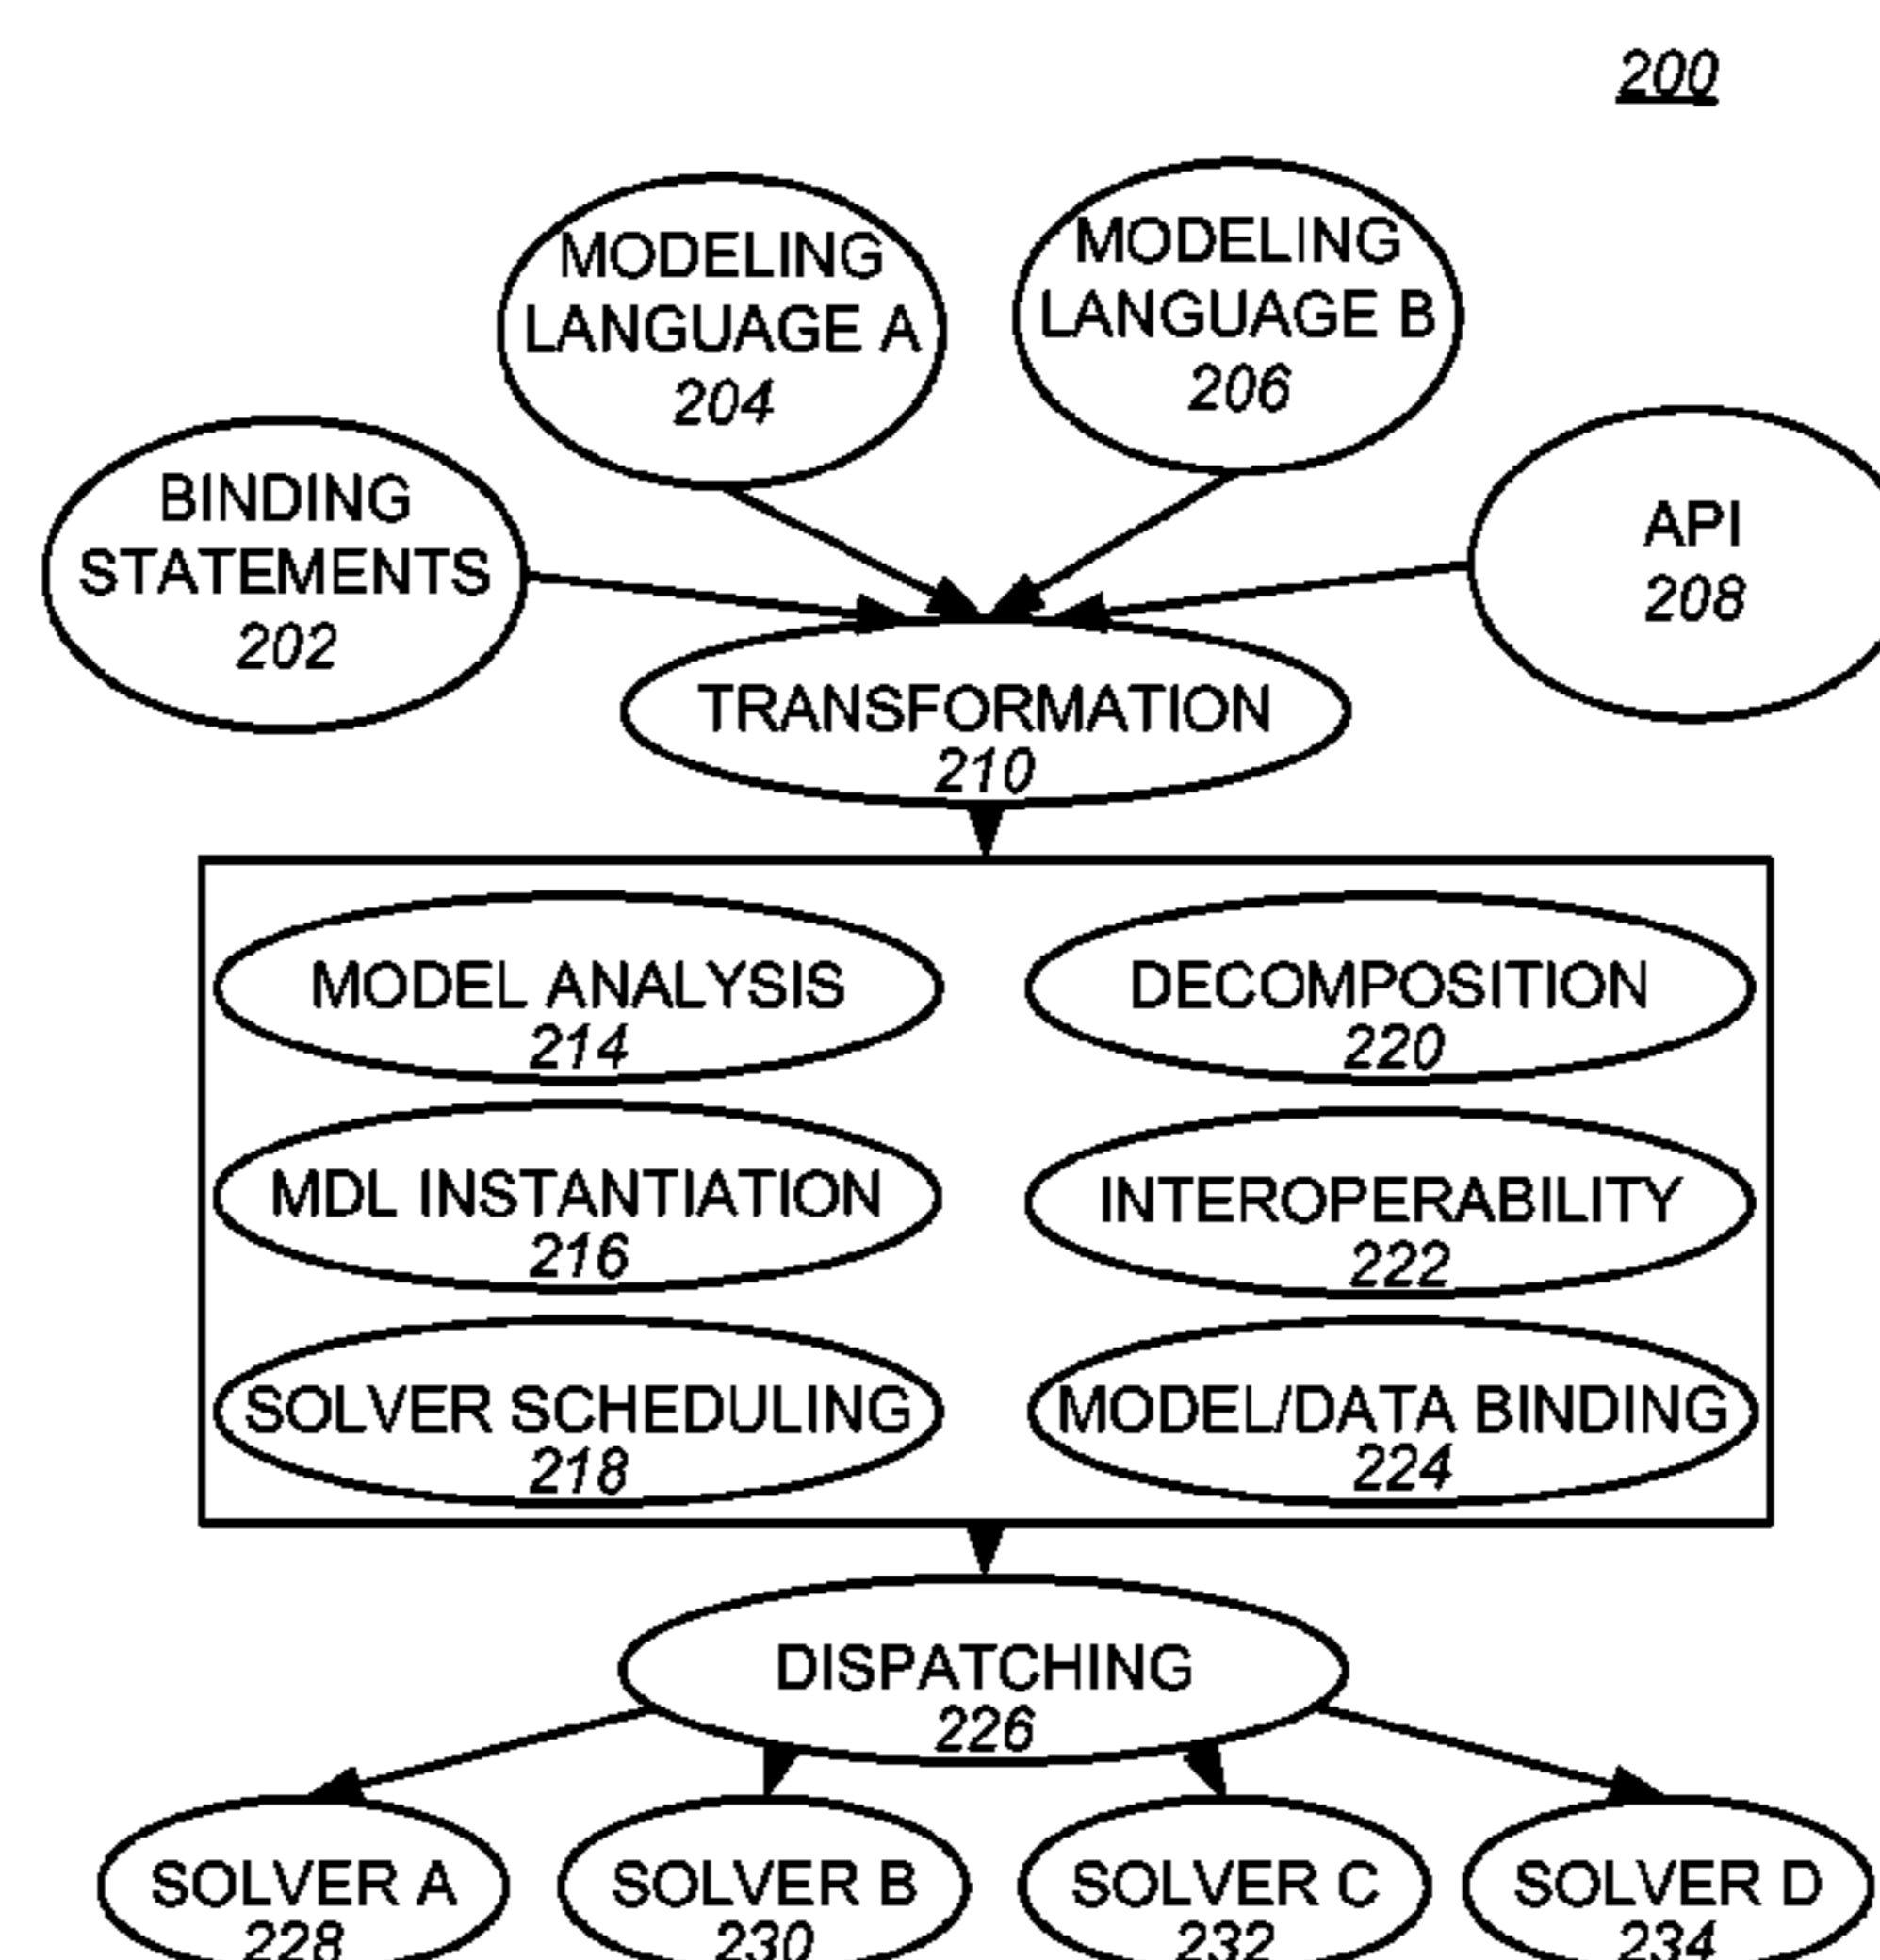 200
MODELING
LANGUAGE A
204
MODELING
LANGUAGE B
206
BINDING
STATEMENTS
202
API
208
TRANSFORMATION
210
MODEL ANALYSIS
214
DECOMPOSITION
220
MDL INSTANTIATION
216
INTEROPERABILITY
222
SOLVER SCHEDULING
218
MODEL/DATA BINDING
224
DISPATCHING
226
SOLVER A
228
SOLVER B
230
SOLVER C
232
SOLVER D
234